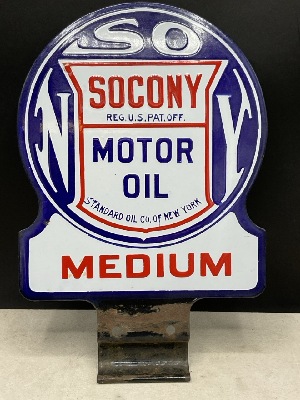 SO
N Y
SOCONY
REG. U.S. PAT. OFF.
MOTOR
OIL
STANDARD OIL CO. OF NEW YORK
MEDIUM